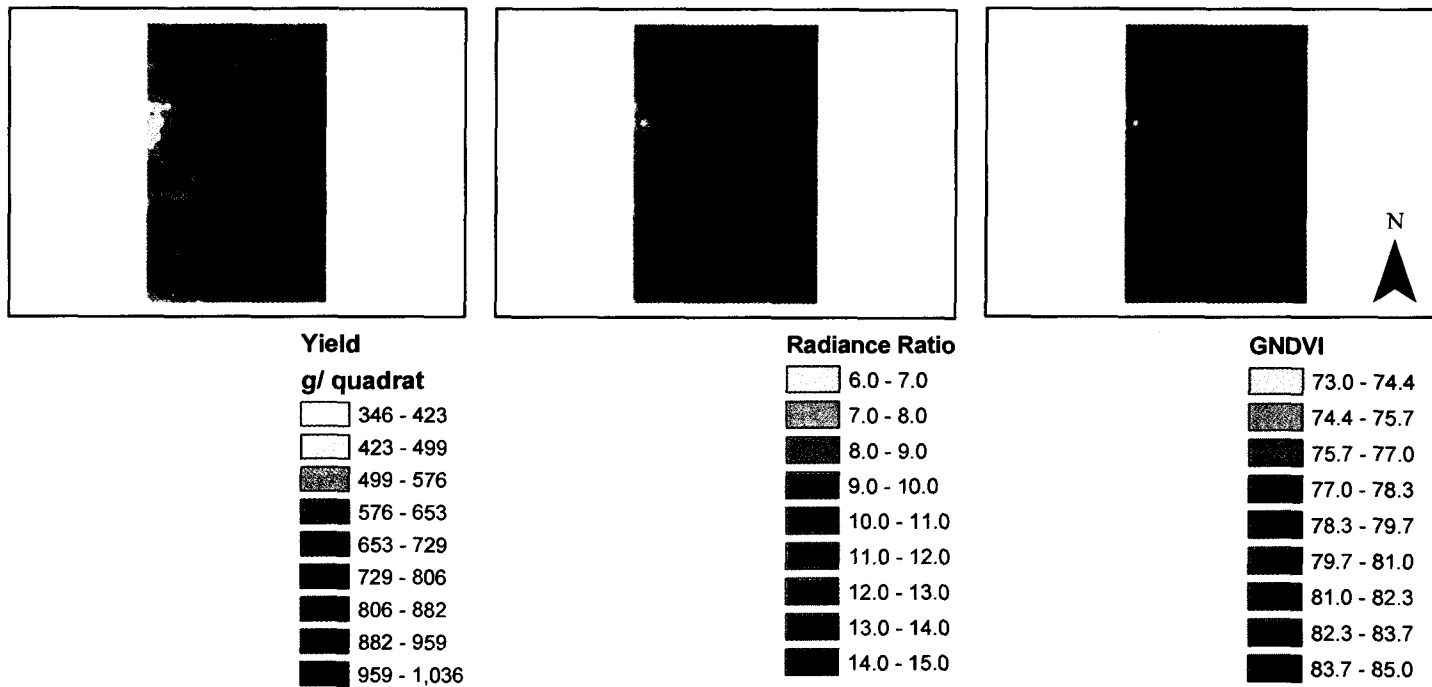 N
Yield
g/ quadrat
346 - 423
423 - 499
499 - 576
576 - 653
653 - 729
729 - 806
806 - 882
882 - 959
959 - 1,036
Radiance Ratio
6.0 - 7.0
7.0 - 8.0
8.0 - 9.0
9.0 - 10.0
10.0 - 11.0
11.0 - 12.0
12.0 - 13.0
13.0 - 14.0
14.0 - 15.0
GNDVI
73.0 - 74.4
74.4 - 75.7
75.7 - 77.0
77.0 - 78.3
78.3 - 79.7
79.7 - 81.0
81.0 - 82.3
82.3 - 83.7
83.7 - 85.0